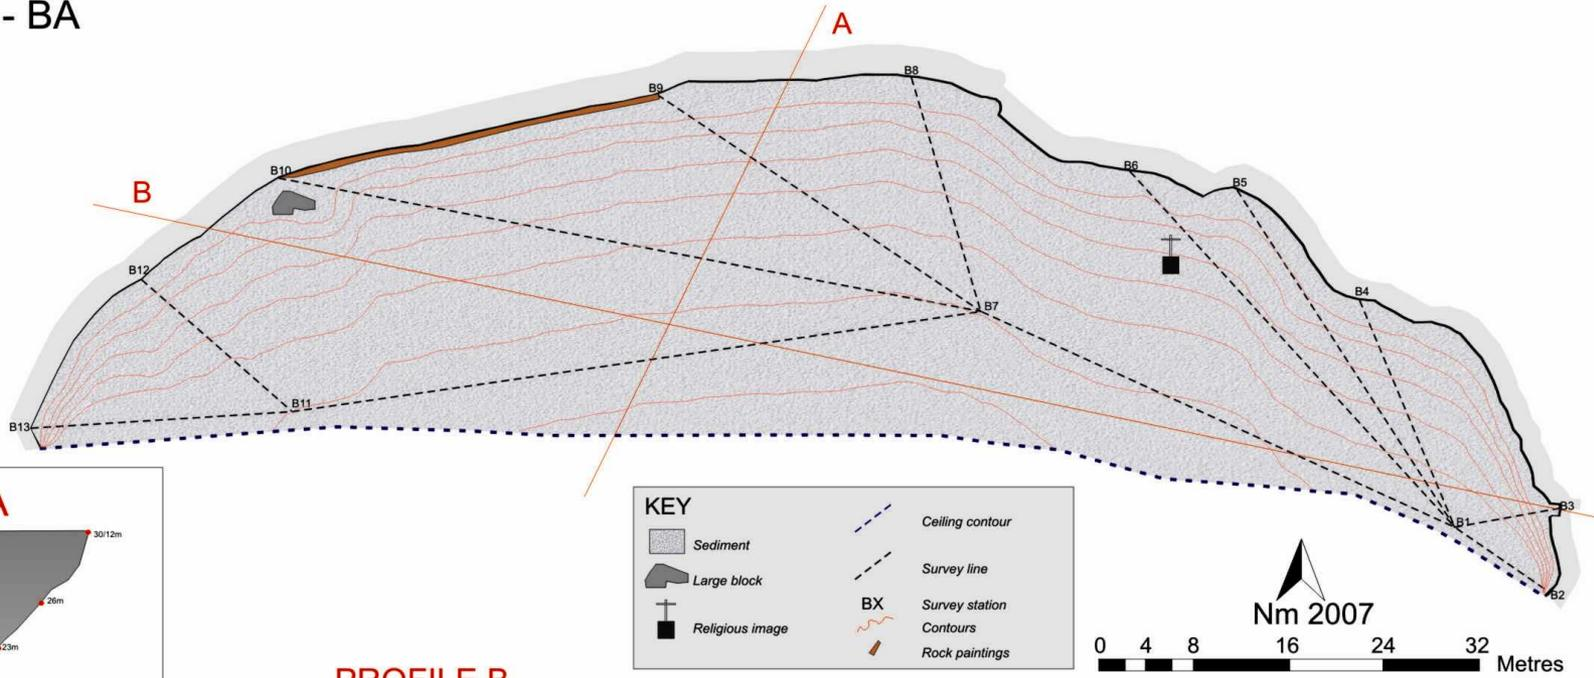 - BA
A
B8
B9
B6
B10
B5
B
B12
B4
B7
B11
B13
B3
B1
B2
A
30/12m
26m
23m
KEY
Sediment
Large block
Religious image
Ceiling contour
Survey line
BX Survey station
Contours
Rock paintings
Nm 2007
0 4 8 16 24 32 Metres
PROFILE B